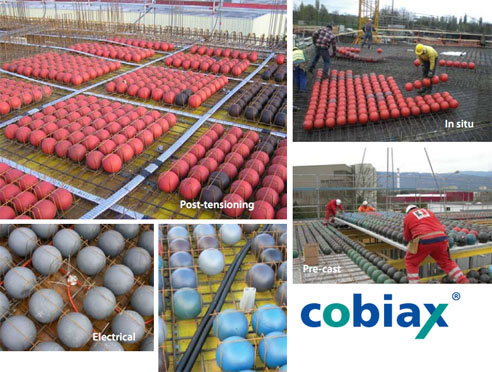 Post-tensioning
In situ
Pre-cast
Electrical
cobiax®